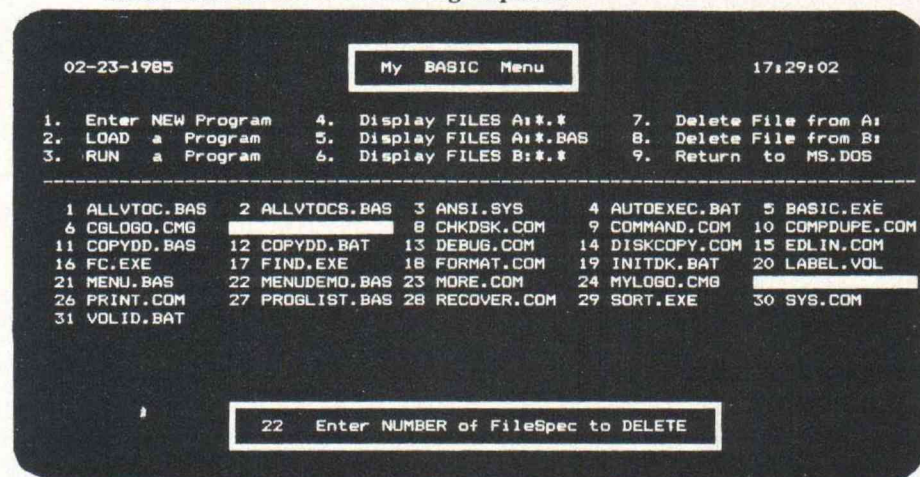 02-23-1985 My BASIC Menu 17:29:02
1. Enter NEW Program 4. Display FILES A:*.* 7. Delete File from A:
2. LOAD a Program 5. Display FILES A:*.BAS 8. Delete File from B:
3. RUN a Program 6. Display FILES B:*.* 9. Return to MS.DOS
1 ALLVTOC.BAS 2 ALLVTOCS.BAS 3 ANSI.SYS 4 AUTOEXEC.BAT 5 BASIC.EXE
6 CGLOGO.CMG 8 CHKDSK.COM 9 COMMAND.COM 10 COMPDUPE.COM
11 COPYDD.BAS 12 COPYDD.BAT 13 DEBUG.COM 14 DISKCOPY.COM 15 EDLIN.COM
16 FC.EXE 17 FIND.EXE 18 FORMAT.COM 19 INITDK.BAT 20 LABEL.VOL
21 MENU.BAS 22 MENUDEMO.BAS 23 MORE.COM 24 MYLOGO.CMG
26 PRINT.COM 27 PROGLIST.BAS 28 RECOVER.COM 29 SORT.EXE 30 SYS.COM
31 VOLID.BAT
22 Enter NUMBER of FileSpec to DELETE